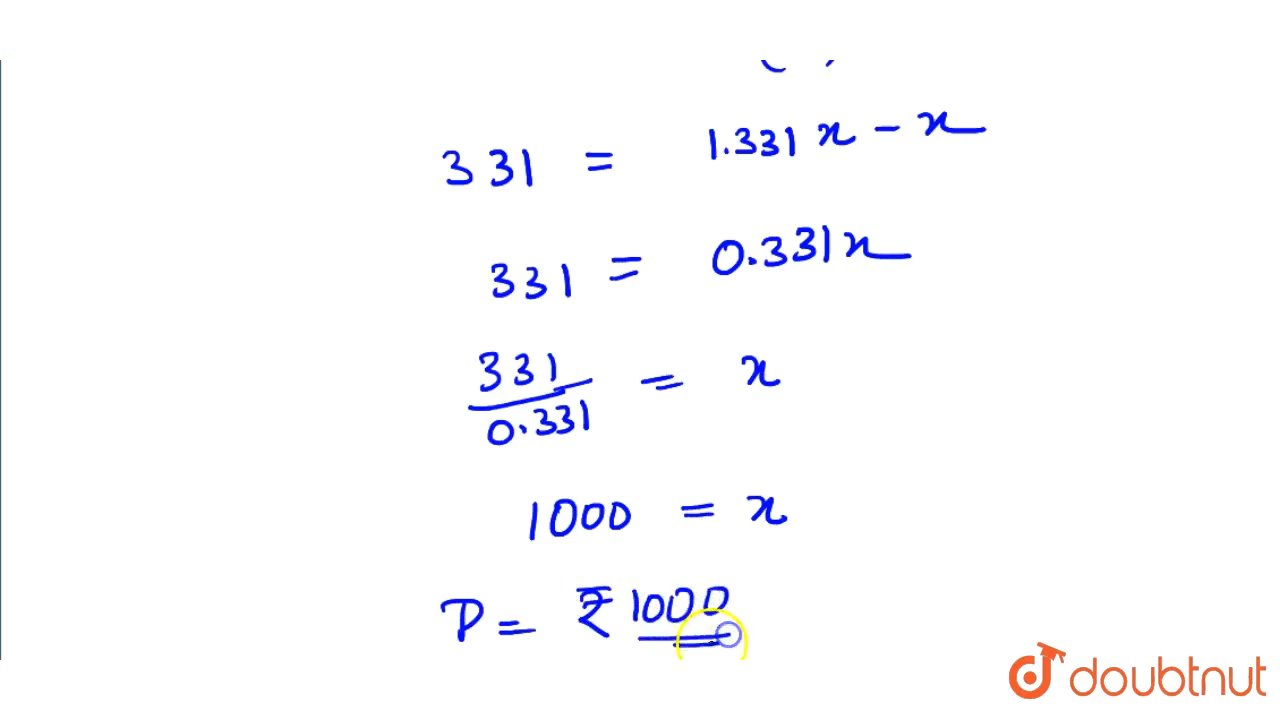 331 = 1.331x - x
331 = 0.331x
331/0.331 = x
1000 = x
P = ₹ 1000
doubtnut